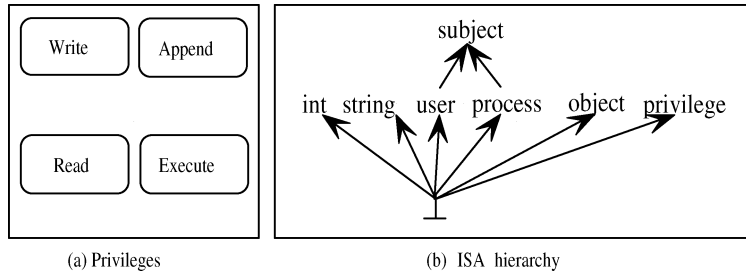 Write Append
Read Execute
(a) Privileges
subject
int string user process object privilege
(b) ISA hierarchy